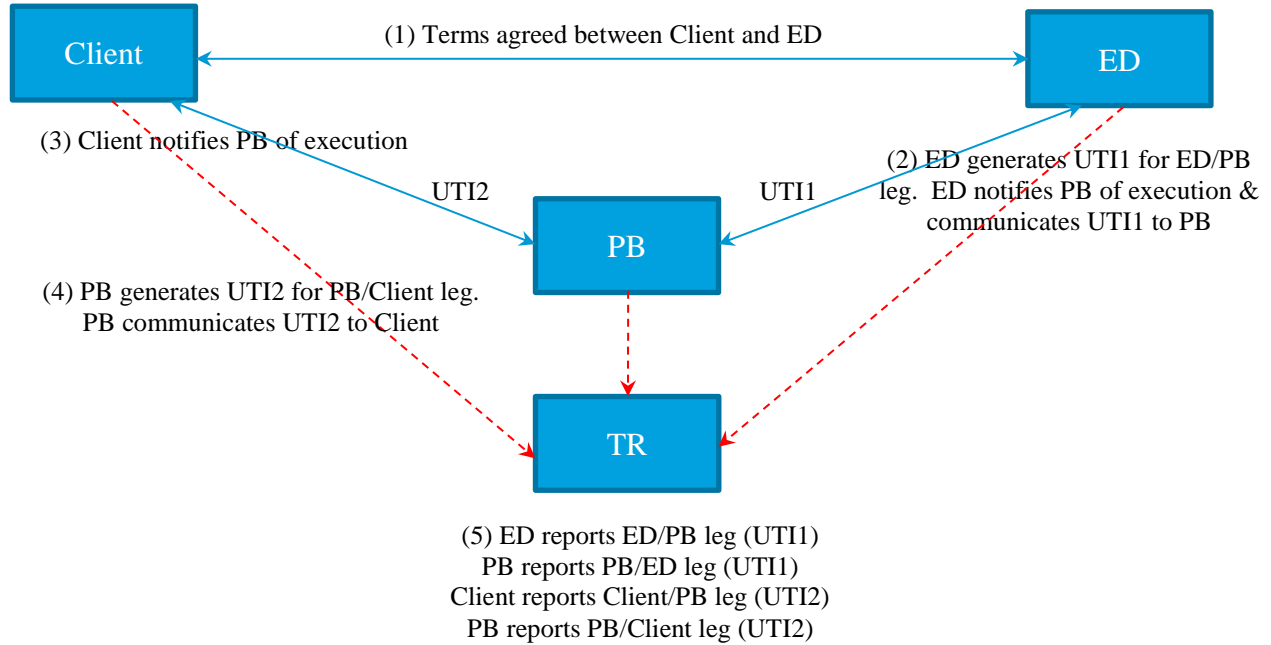 (1) Terms agreed between Client and ED
Client
ED
(3) Client notifies PB of execution
(2) ED generates UTI1 for ED/PB
leg. ED notifies PB of execution &
communicates UTI1 to PB
UTI2
UTI1
PB
(4) PB generates UTI2 for PB/Client leg.
PB communicates UTI2 to Client
TR
(5) ED reports ED/PB leg (UTI1)
PB reports PB/ED leg (UTI1)
Client reports Client/PB leg (UTI2)
PB reports PB/Client leg (UTI2)